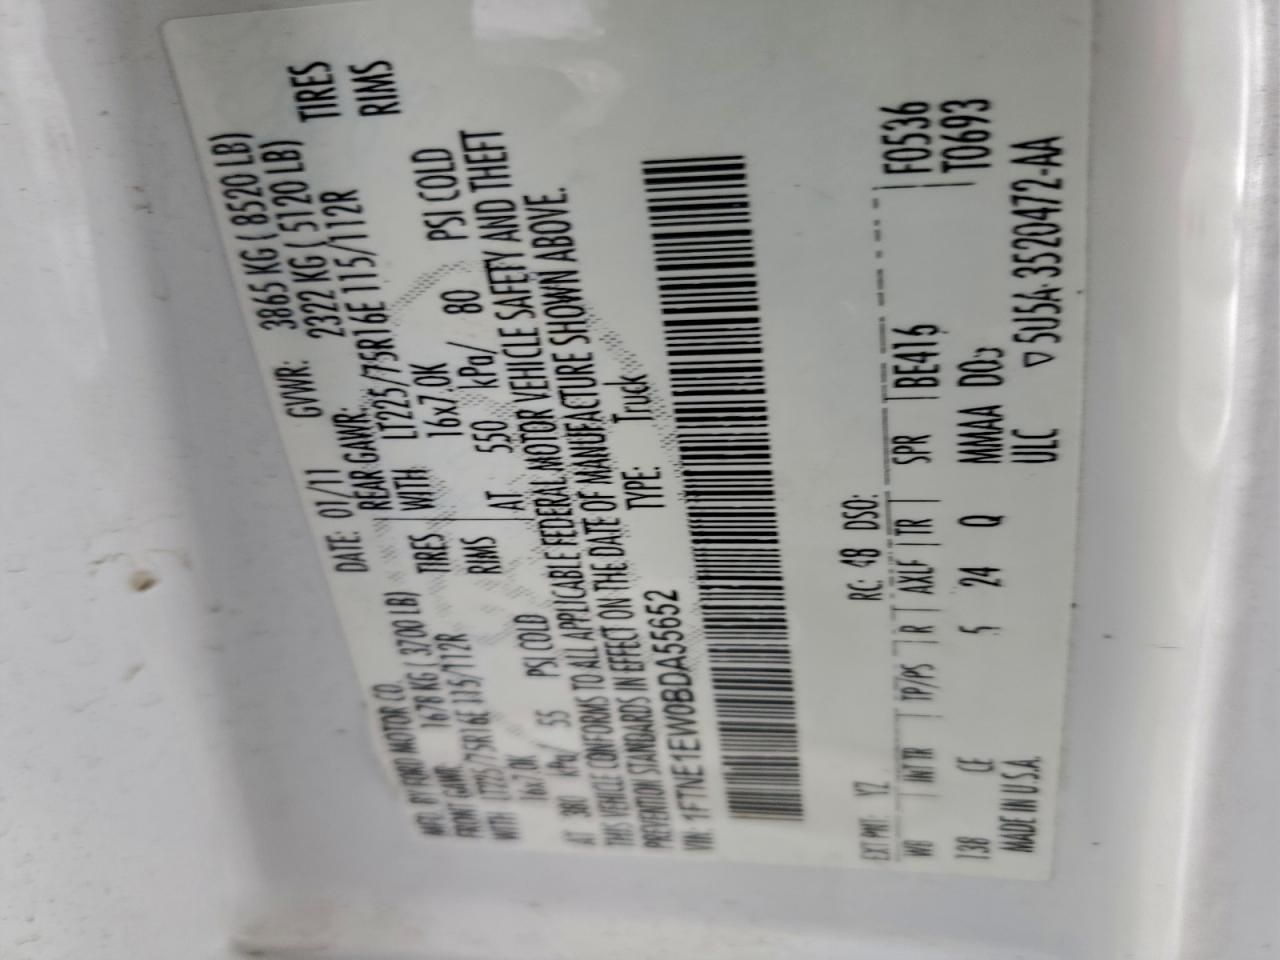 MFD. BY FORD MOTOR CO.
DATE: 01/11 GVWR: 3865 KG ( 8520 LB)
FRONT GAWR: 1678 KG ( 3700 LB) REAR GAWR: 2322 KG ( 5120 LB)
LT225/75R16E 115/112R TIRES LT225/75R16E 115/112R TIRES
WITH 16x7.0K RIMS WITH 16x7.0K RIMS
AT 380 kPa/ 55 PSI COLD AT 550 kPa/ 80 PSI COLD
THIS VEHICLE CONFORMS TO ALL APPLICABLE FEDERAL MOTOR VEHICLE SAFETY AND THEFT
PREVENTION STANDARDS IN EFFECT ON THE DATE OF MANUFACTURE SHOWN ABOVE.
VIN: 1FTNE1EW0BDA55652 TYPE: Truck
F0536
T0693
EXT PNT: YZ RC: 48 DSO:
WB INTR TP/PS R AXLE TR SPR BE416
138 CE 5 24 Q MMAA
MADE IN U.S.A. ULC ▽ 5U5A-3520472-AA